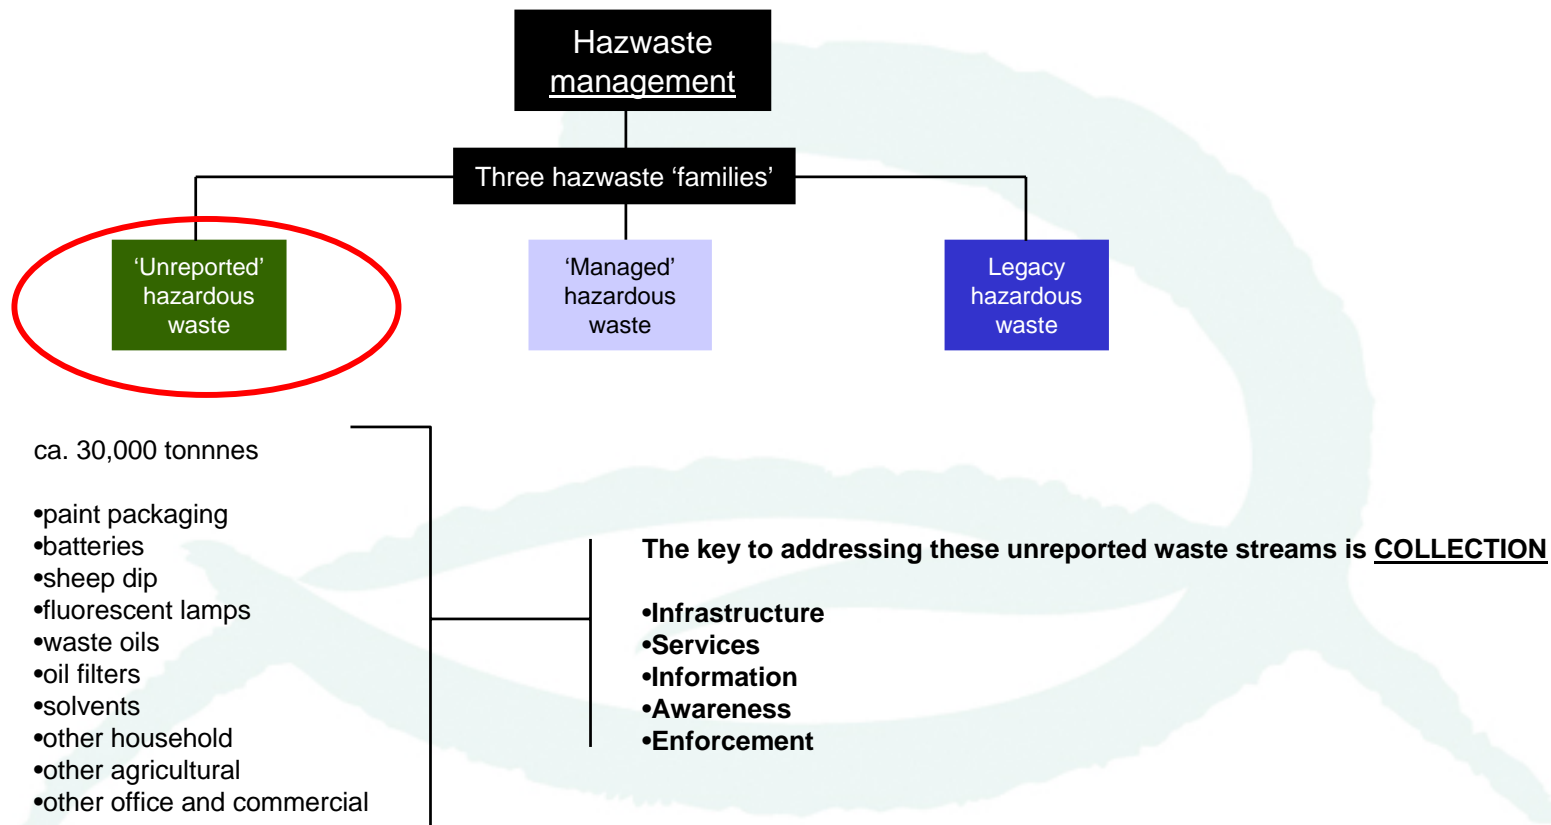 Hazwaste
management
Three hazwaste ‘families’
‘Unreported’
hazardous
waste
‘Managed’
hazardous
waste
Legacy
hazardous
waste
ca. 30,000 tonnnes
•paint packaging
•batteries
•sheep dip
•fluorescent lamps
•waste oils
•oil filters
•solvents
•other household
•other agricultural
•other office and commercial
The key to addressing these unreported waste streams is COLLECTION
•Infrastructure
•Services
•Information
•Awareness
•Enforcement